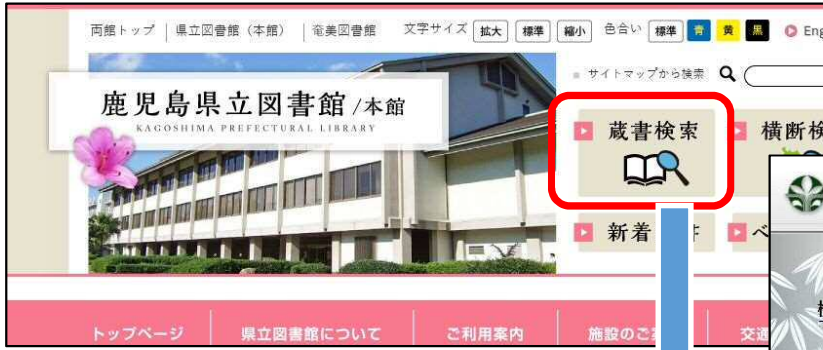 両館トップ | 県立図書館（本館） | 奄美図書館 文字サイズ 拡大 標準 縮小 色合い 標準 青 黄 黒 Eng
サイトマップから検索
鹿児島県立図書館/本館
KAGOSHIMA PREFECTURAL LIBRARY
蔵書検索 横断検
新着
トップページ 県立図書館について ご利用案内 施設のご 交通